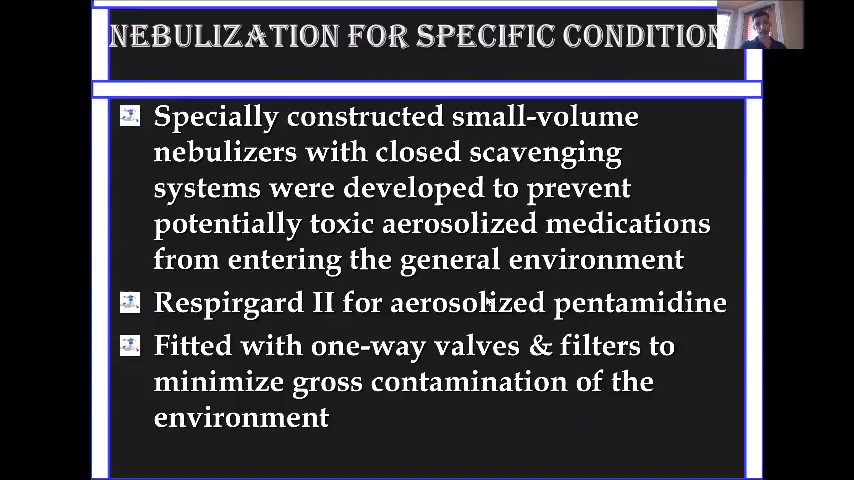 NEBULIZATION FOR SPECIFIC CONDITION
Specially constructed small-volume
nebulizers with closed scavenging
systems were developed to prevent
potentially toxic aerosolized medications
from entering the general environment
Respirgard II for aerosolized pentamidine
Fitted with one-way valves & filters to
minimize gross contamination of the
environment